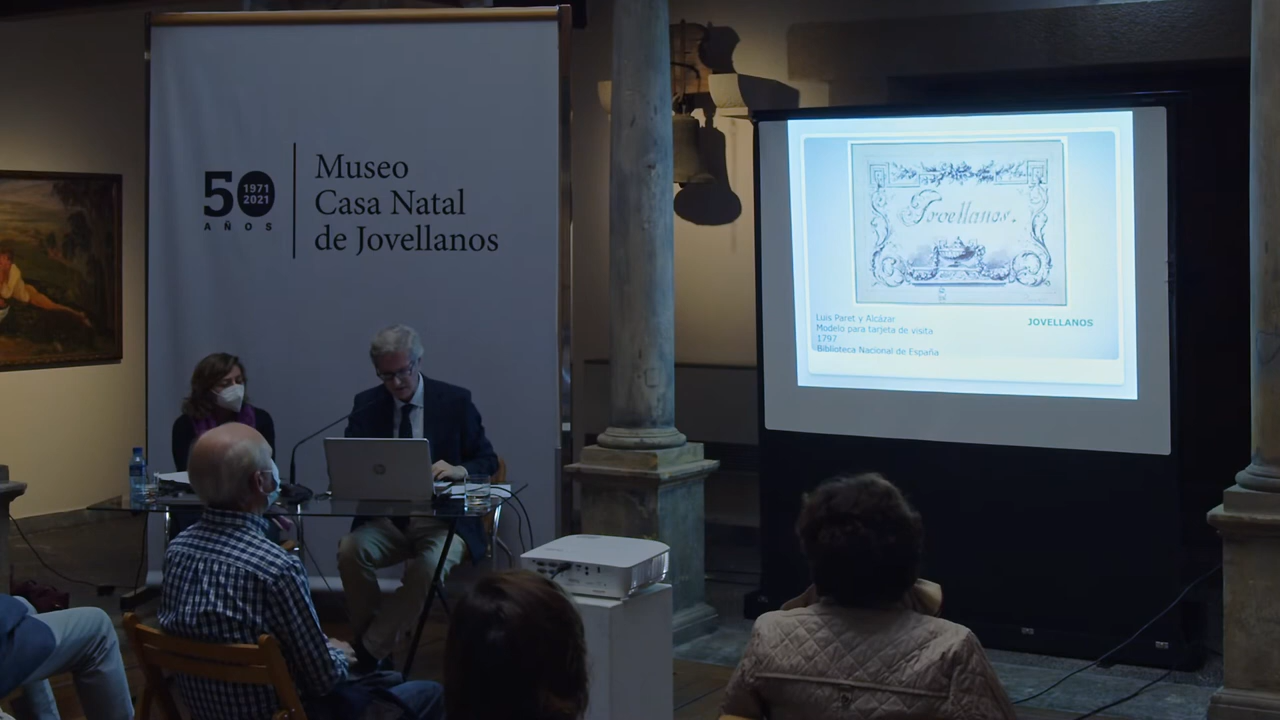 50
1971
2021
AÑOS
Museo
Casa Natal
de Jovellanos
Jovellanos.
Luis Paret y Alcázar
Modelo para tarjeta de visita
1797
Biblioteca Nacional de España
JOVELLANOS
hp